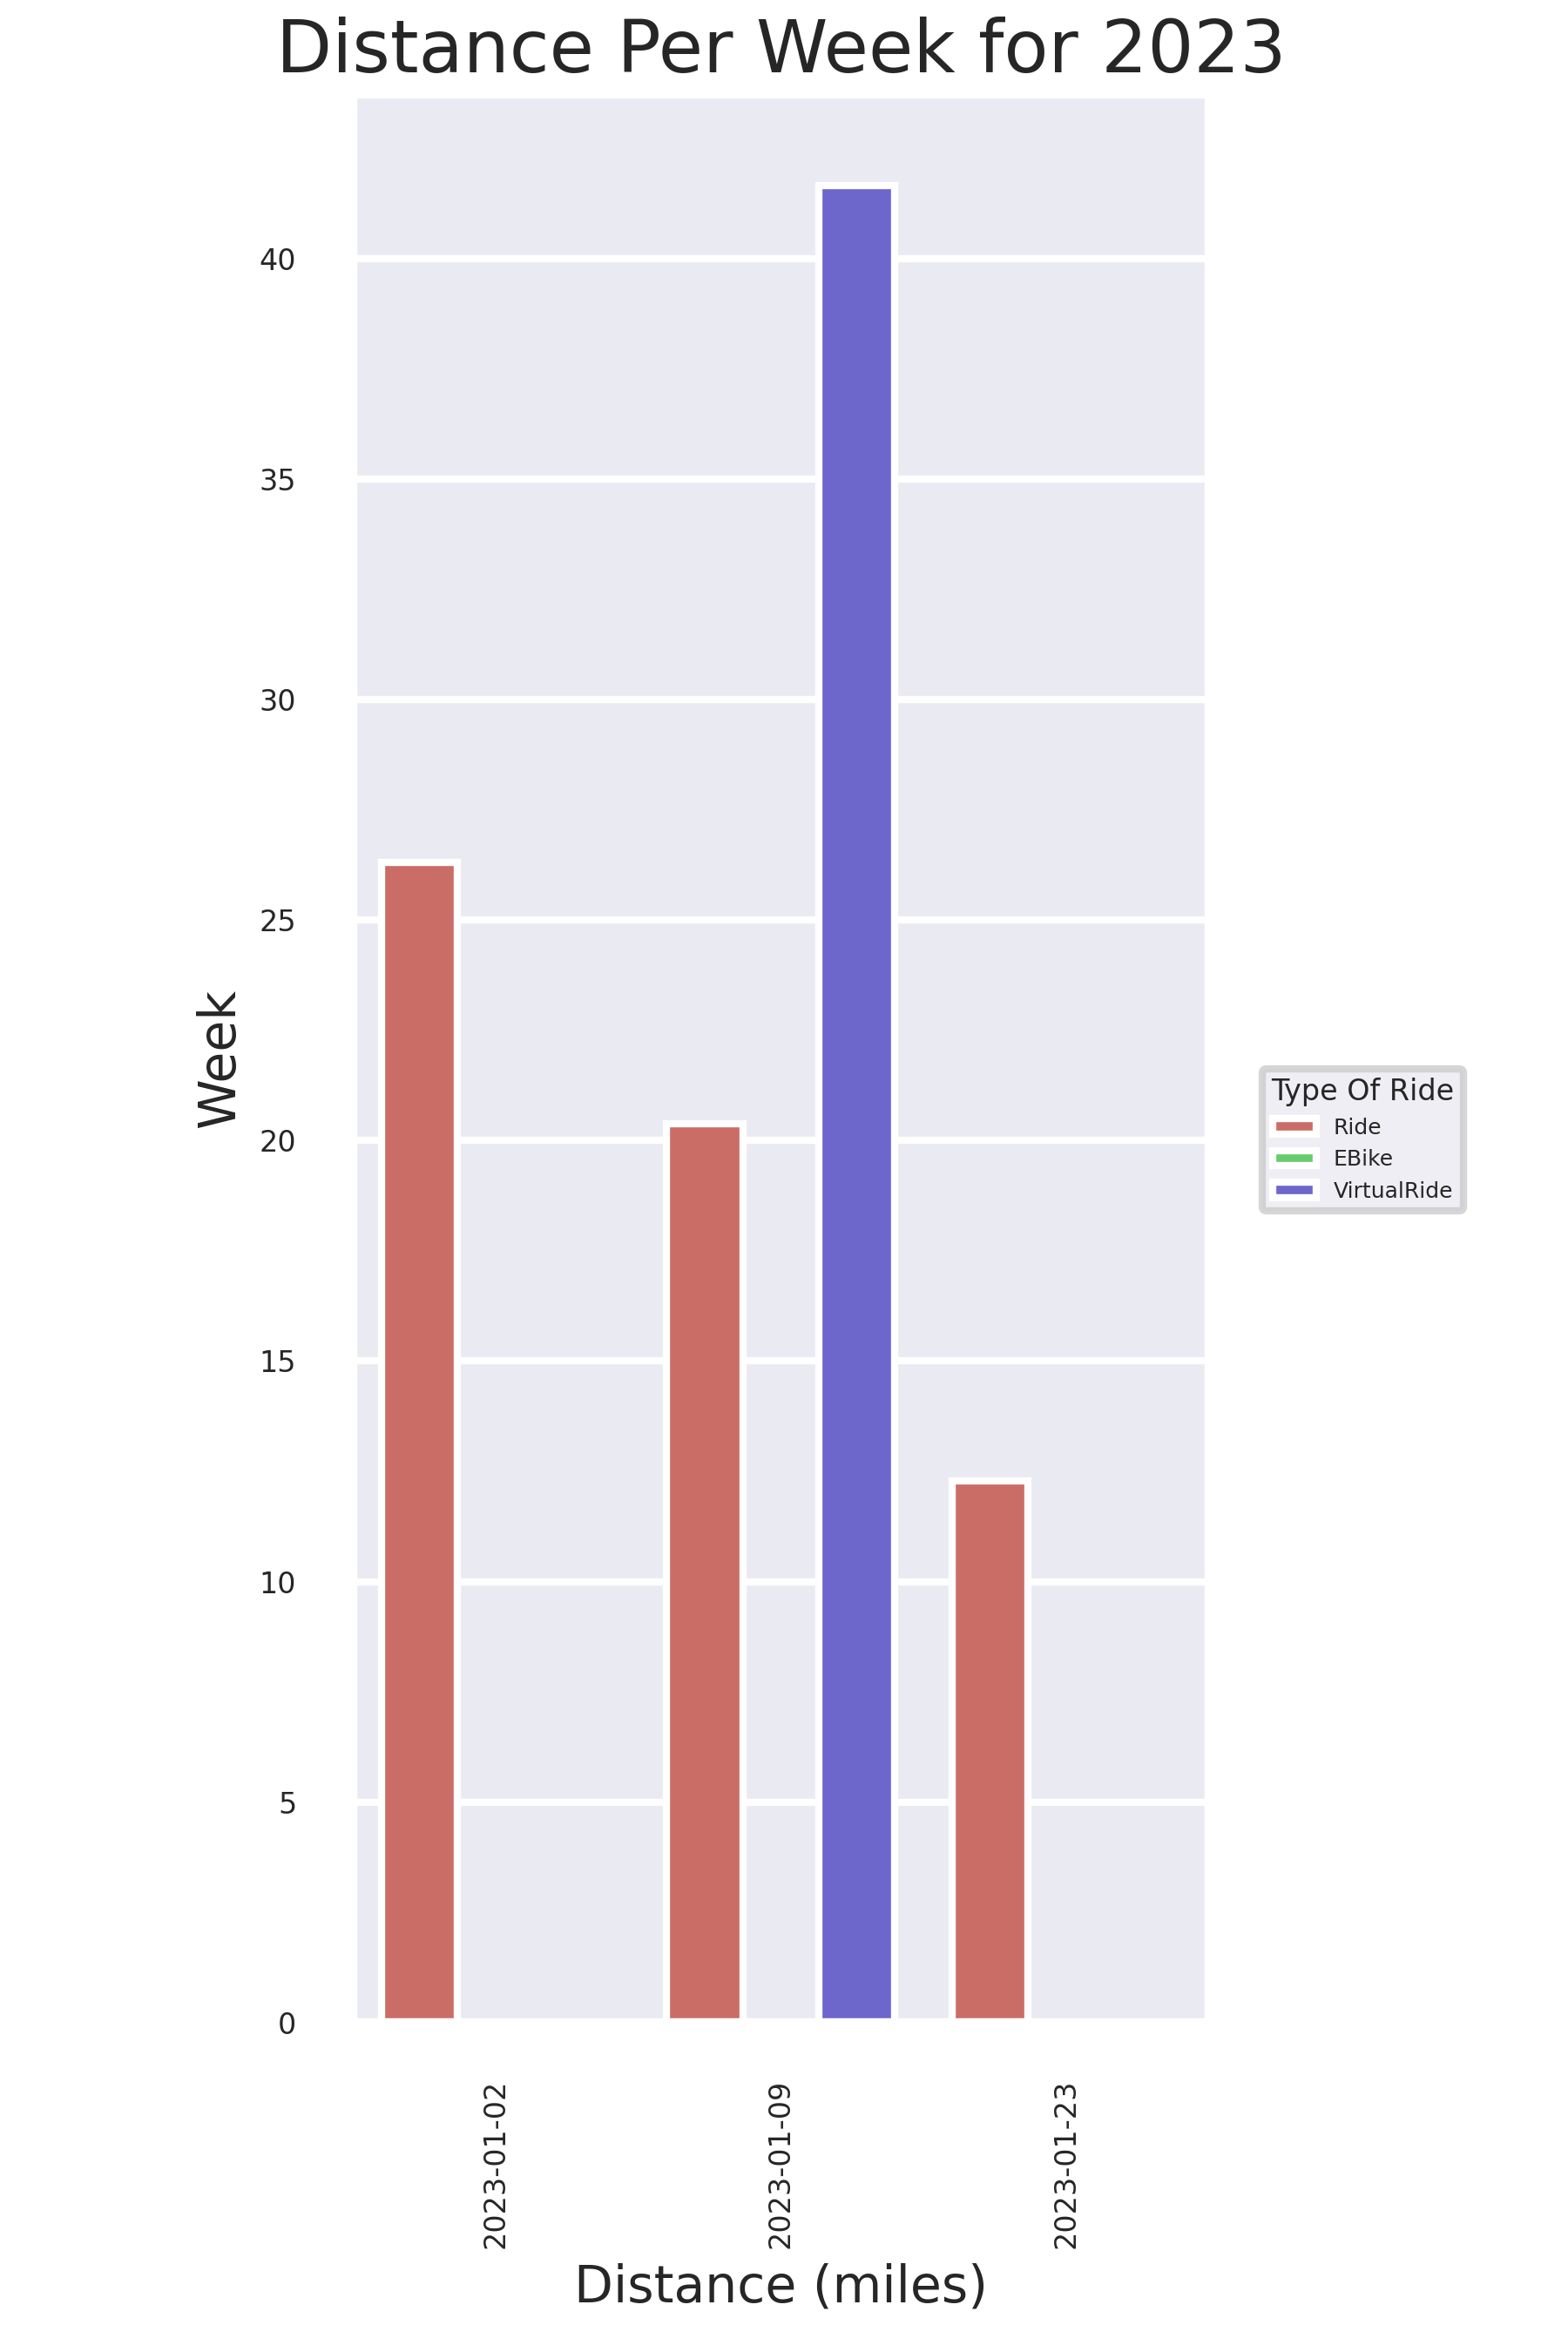 Distance Per Week for 2023
40
35
30
25
20
15
10
5
0
Week
Type Of Ride
Ride
EBike
VirtualRide
2023-01-02
2023-01-09
2023-01-23
Distance (miles)